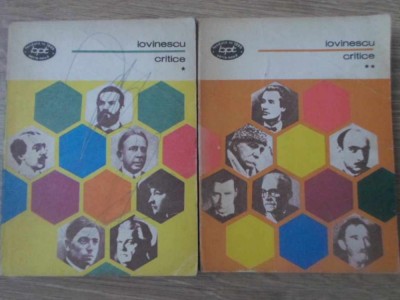 iovinescu
critice
*
bpt
iovinescu
critice
**
bpt